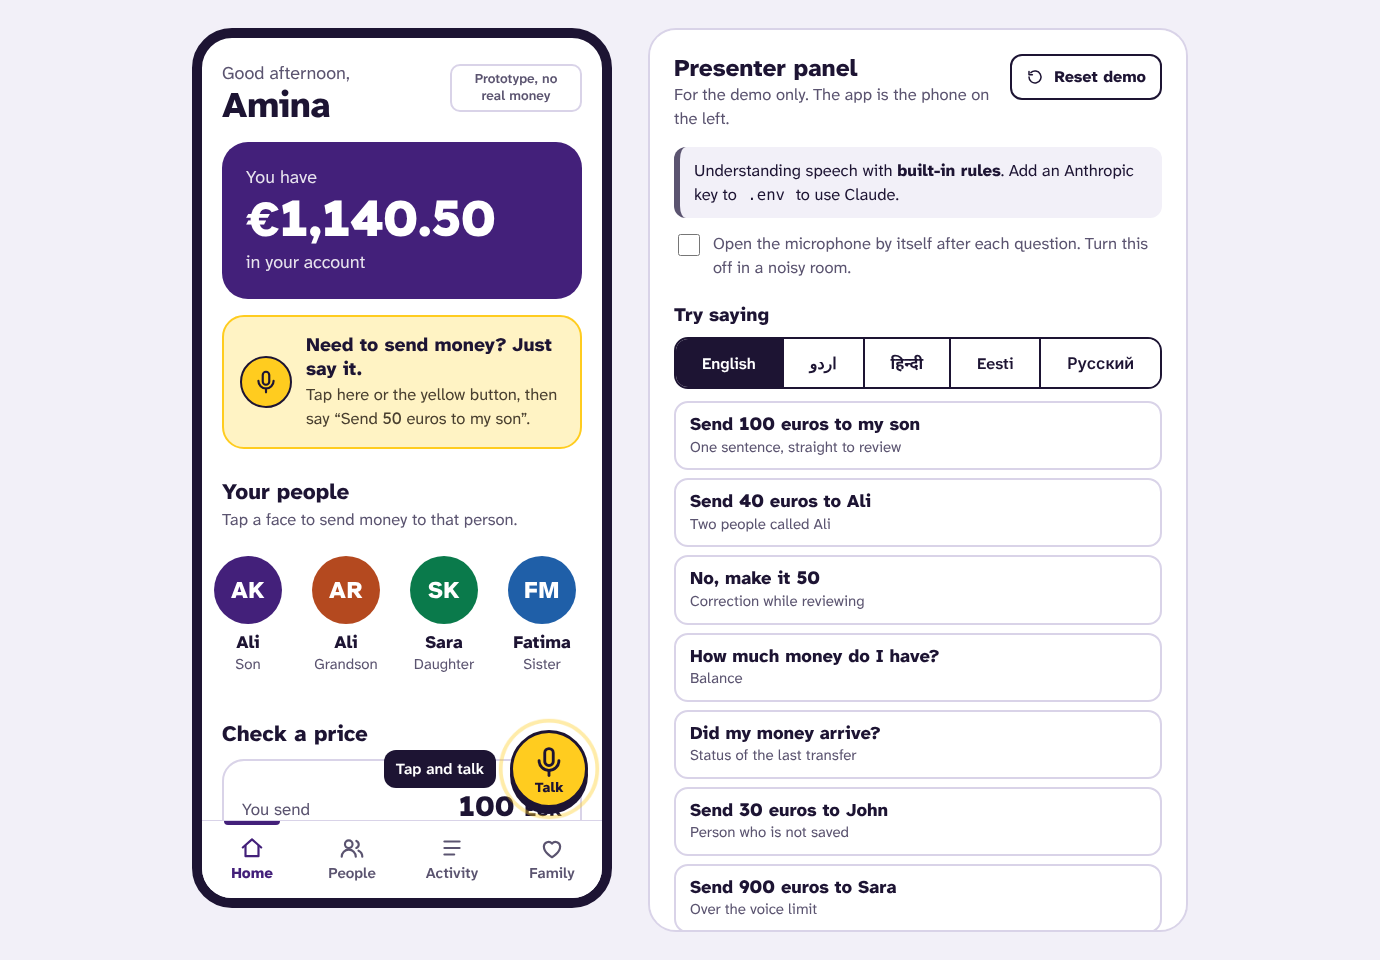 Good afternoon,
Amina
Prototype, no
real money
You have
€1,140.50
in your account
Need to send money? Just
say it.
Tap here or the yellow button, then
say “Send 50 euros to my son”.
Your people
Tap a face to send money to that person.
AK
AR
SK
FM
Ali
Ali
Sara
Fatima
Son
Grandson
Daughter
Sister
Check a price
Tap and talk
Talk
You send
100 EUR
Home
People
Activity
Family
Presenter panel
For the demo only. The app is the phone on
the left.
Reset demo
Understanding speech with built-in rules. Add an Anthropic
key to .env to use Claude.
Open the microphone by itself after each question. Turn this
off in a noisy room.
Try saying
English
اردو
हिन्दी
Eesti
Русский
Send 100 euros to my son
One sentence, straight to review
Send 40 euros to Ali
Two people called Ali
No, make it 50
Correction while reviewing
How much money do I have?
Balance
Did my money arrive?
Status of the last transfer
Send 30 euros to John
Person who is not saved
Send 900 euros to Sara
Over the voice limit